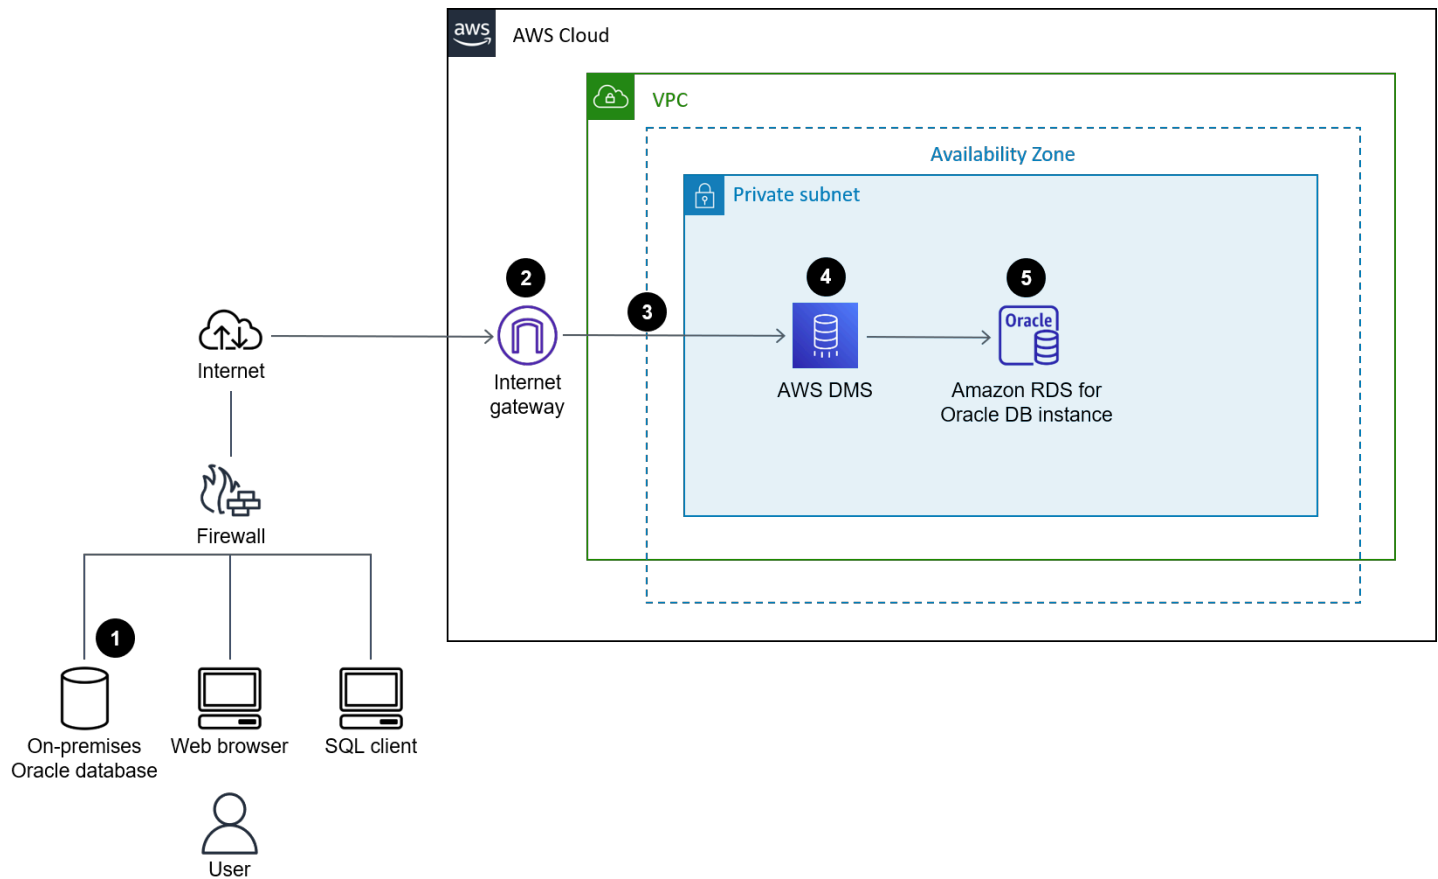 aws
AWS Cloud
VPC
Availability Zone
Private subnet
2
3
4
5
Oracle
Internet
Internet
gateway
AWS DMS
Amazon RDS for
Oracle DB instance
Firewall
1
On-premises
Oracle database
Web browser
SQL client
User